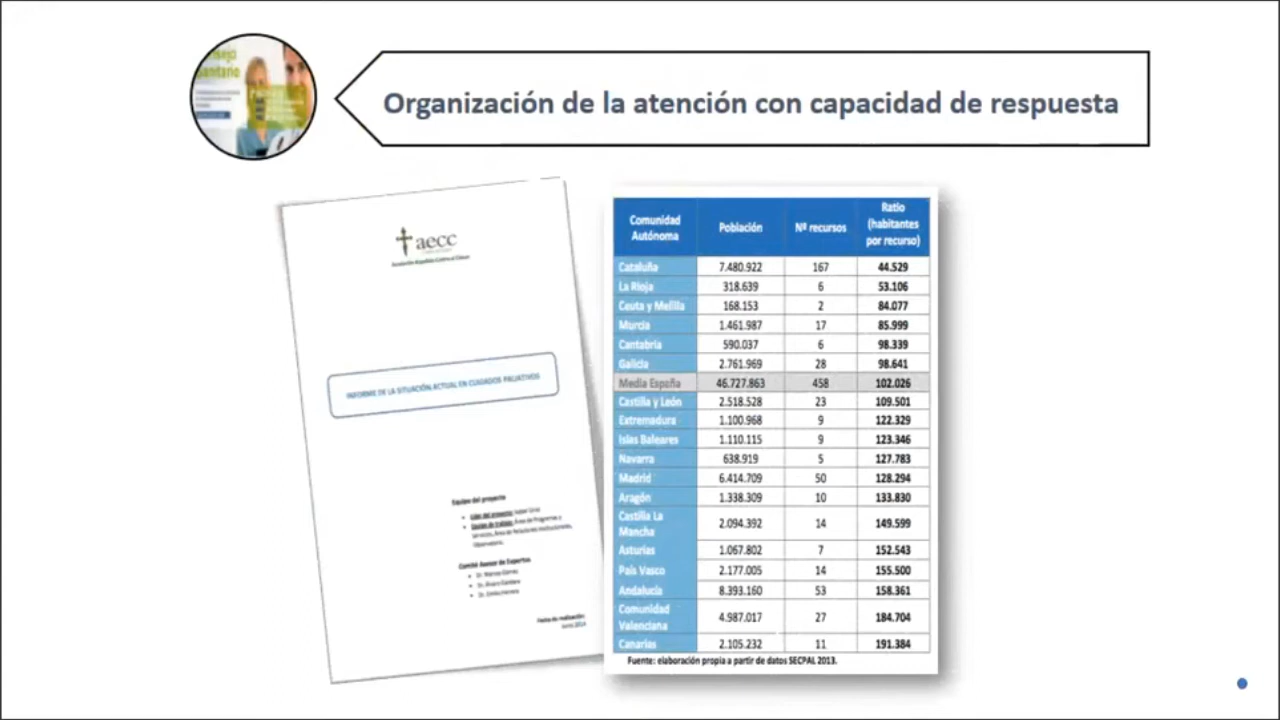 Organización de la atención con capacidad de respuesta
aecc
INFORME DE LA SITUACIÓN ACTUAL EN CUIDADOS PALIATIVOS
Equipo del proyecto
Comité Asesor de Expertos
Comunidad Autónoma Población Nº recursos Ratio (habitantes por recurso)
Cataluña 7.480.922 167 44.529
La Rioja 318.639 6 53.106
Ceuta y Melilla 168.153 2 84.077
Murcia 1.461.987 17 85.999
Cantabria 590.037 6 98.339
Galicia 2.761.969 28 98.641
Media España 46.727.863 458 102.026
Castilla y León 2.518.528 23 109.501
Extremadura 1.100.968 9 122.329
Islas Baleares 1.110.115 9 123.346
Navarra 638.919 5 127.783
Madrid 6.414.709 50 128.294
Aragón 1.338.309 10 133.830
Castilla La Mancha 2.094.392 14 149.599
Asturias 1.067.802 7 152.543
País Vasco 2.177.005 14 155.500
Andalucía 8.393.160 53 158.361
Comunidad Valenciana 4.987.017 27 184.704
Canarias 2.105.232 11 191.384
Fuente: elaboración propia a partir de datos SECPAL 2013.